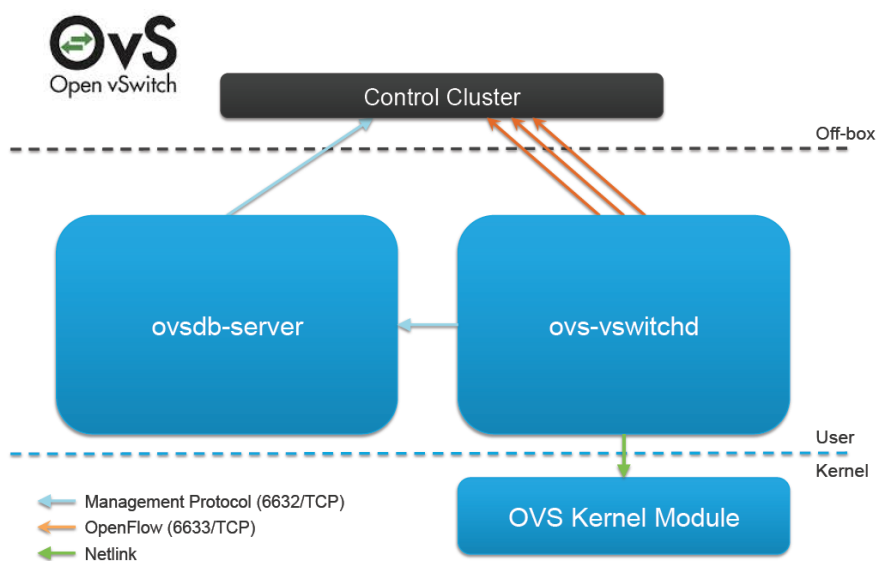 OvS
Open vSwitch
Control Cluster
Off-box
ovsdb-server
ovs-vswitchd
User
Kernel
OVS Kernel Module
Management Protocol (6632/TCP)
OpenFlow (6633/TCP)
Netlink